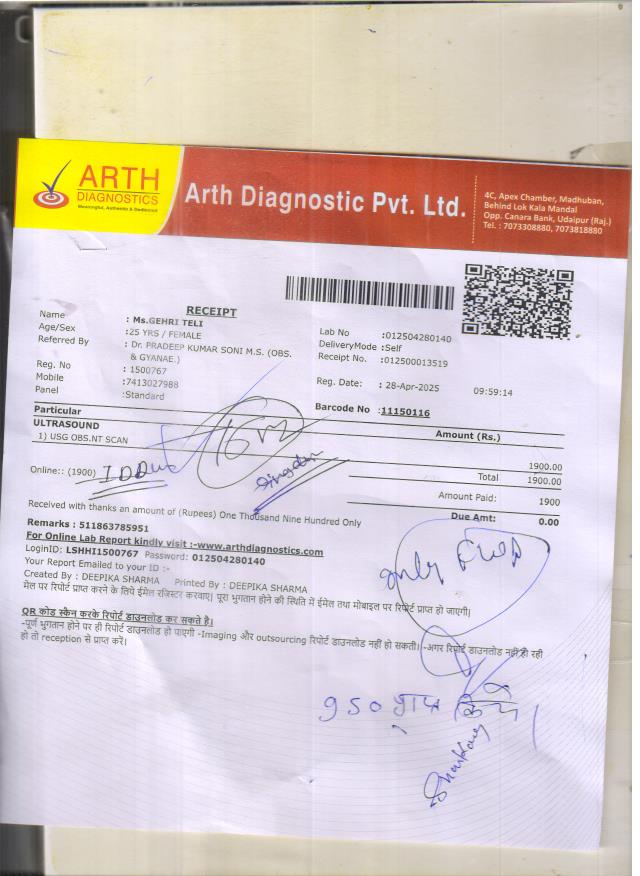 ARTH
DIAGNOSTICS
Meaningful, Authentic & Dedicated
Arth Diagnostic Pvt. Ltd.
4C, Apex Chamber, Madhuban,
Behind Lok Kala Mandal
Opp. Canara Bank, Udaipur (Raj.)
Tel. : 7073308880, 7073818880
RECEIPT
Name : Ms.GEHRI TELI
Age/Sex :25 YRS / FEMALE
Referred By : Dr. PRADEEP KUMAR SONI M.S. (OBS.
& GYANAE.)
Reg. No : 1500767
Mobile :7413027988
Panel :Standard
Lab No :012504280140
DeliveryMode :Self
Receipt No. :012500013519
Reg. Date: : 28-Apr-2025 09:59:14
Barcode No :11150116
Particular Amount (Rs.)
ULTRASOUND
1) USG OBS.NT SCAN 1900.00
Total 1900.00
Online:: (1900)
Amount Paid: 1900
Due Amt: 0.00
Received with thanks an amount of (Rupees) One Thousand Nine Hundred Only
Remarks : 511863785951
For Online Lab Report kindly visit :-www.arthdiagnostics.com
LoginID: LSHHI1500767 Password: 012504280140
Your Report Emailed to your ID :-
Created By : DEEPIKA SHARMA Printed By : DEEPIKA SHARMA
मेल पर रिपोर्ट प्राप्त करने के लिये ईमेल रजिस्टर करवाए। पूरा भुगतान होने की स्थिति में ईमेल तथा मोबाइल पर रिपोर्ट प्राप्त हो जाएगी।
QR कोड स्कैन करके रिपोर्ट डाउनलोड कर सकते है।
-पूर्ण भुगतान होने पर ही रिपोर्ट डाउनलोड हो पाएगी -Imaging और outsourcing रिपोर्ट डाउनलोड नहीं हो सकती। -अगर रिपोर्ट डाउनलोड नहीं हो रही
हो तो reception से प्राप्त करें।
950 प्राप्त किये